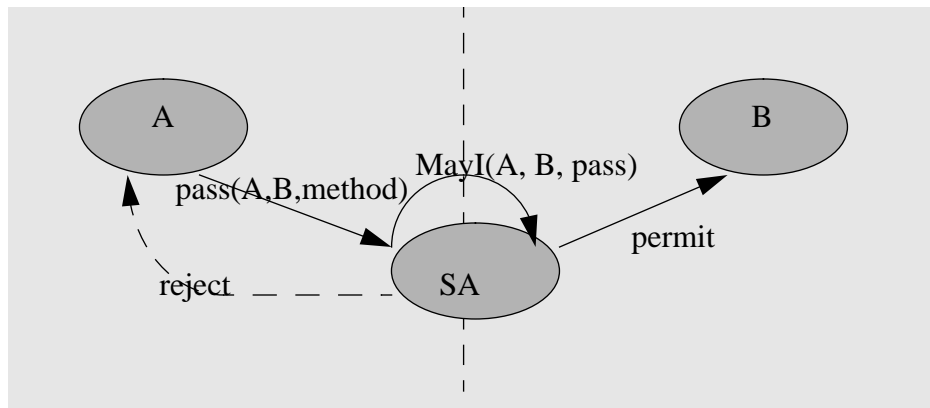 A
B
MayI(A, B, pass)
pass(A,B,method)
permit
reject
SA